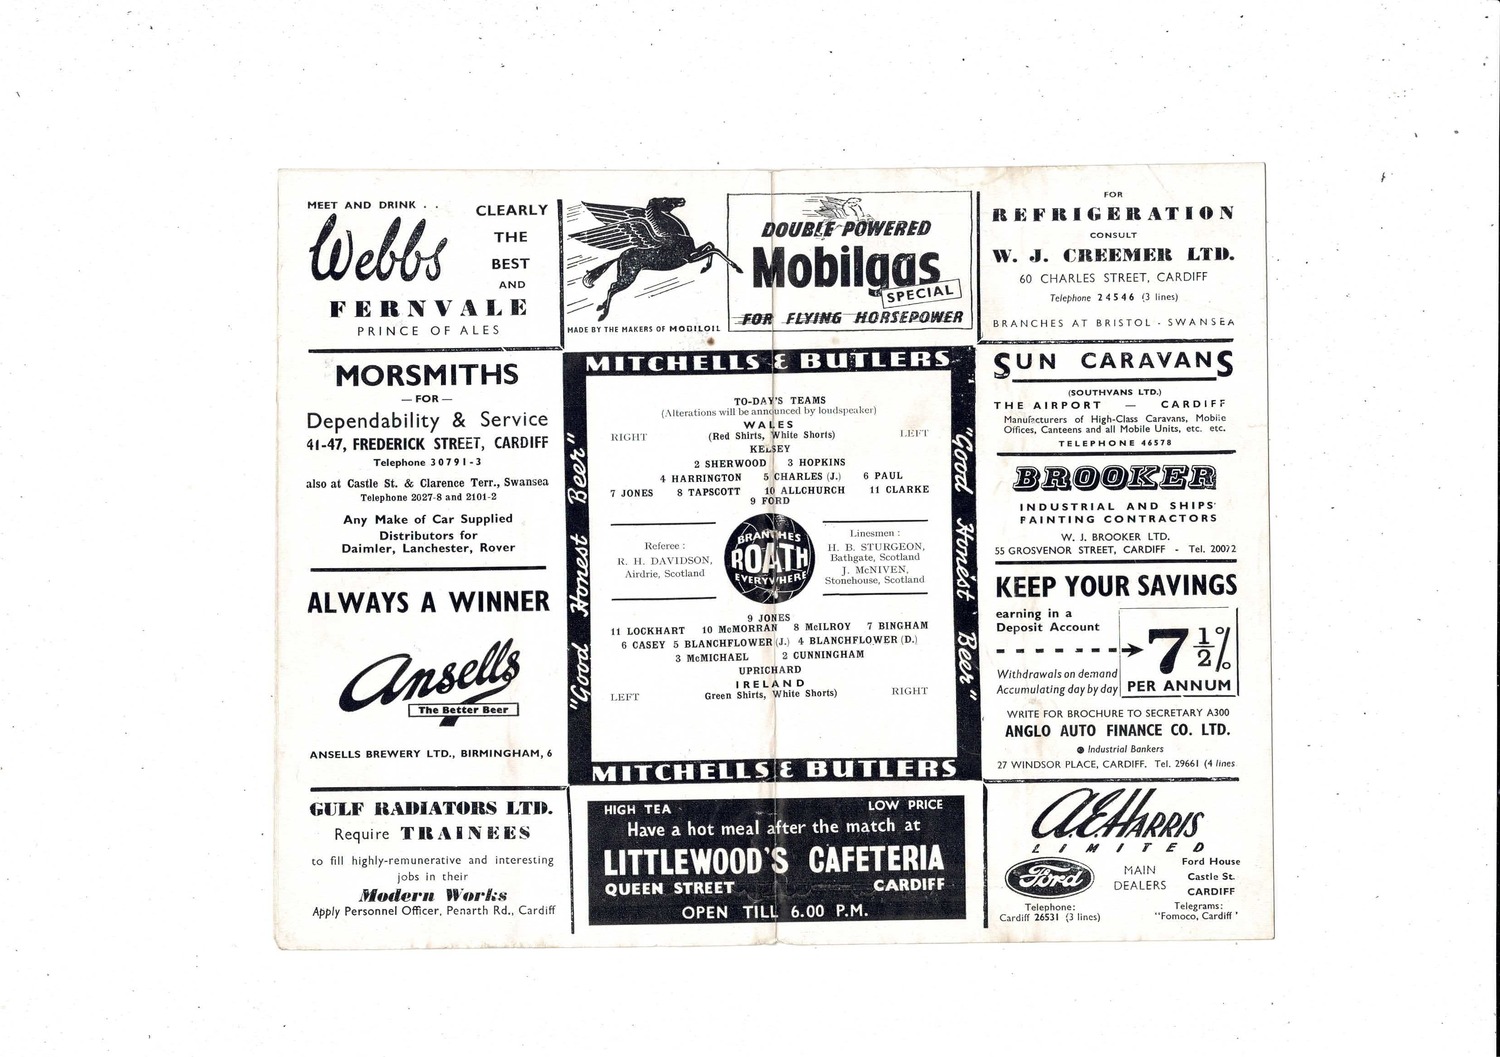 MEET AND DRINK . .
Webbs
CLEARLY
THE
BEST
AND
FERNVALE
PRINCE OF ALES
MADE BY THE MAKERS OF MOBILOIL
DOUBLE-POWERED
Mobilgas
SPECIAL
FOR FLYING HORSEPOWER
FOR
REFRIGERATION
CONSULT
W. J. CREEMER LTD.
60 CHARLES STREET, CARDIFF
Telephone 24546 (3 lines)
BRANCHES AT BRISTOL - SWANSEA
MORSMITHS
— FOR —
Dependability & Service
41-47, FREDERICK STREET, CARDIFF
Telephone 30791-3
also at Castle St. & Clarence Terr., Swansea
Telephone 2027-8 and 2101-2
Any Make of Car Supplied
Distributors for
Daimler, Lanchester, Rover
ALWAYS A WINNER
Ansells
The Better Beer
ANSELLS BREWERY LTD., BIRMINGHAM, 6
MITCHELLS & BUTLERS
"Good Honest Beer"
TO-DAY'S TEAMS
(Alterations will be announced by loudspeaker)
WALES
RIGHT (Red Shirts, White Shorts) LEFT
KELSEY
2 SHERWOOD 3 HOPKINS
4 HARRINGTON 5 CHARLES (J.) 6 PAUL
7 JONES 8 TAPSCOTT 10 ALLCHURCH 11 CLARKE
9 FORD
Referee :
R. H. DAVIDSON,
Airdrie, Scotland
BRANCHES
ROATH
EVERYWHERE
Linesmen :
H. B. STURGEON,
Bathgate, Scotland
J. McNIVEN,
Stonehouse, Scotland
9 JONES
11 LOCKHART 10 McMORRAN 8 McILROY 7 BINGHAM
6 CASEY 5 BLANCHFLOWER (J.) 4 BLANCHFLOWER (D.)
3 McMICHAEL 2 CUNNINGHAM
UPRICHARD
IRELAND
LEFT Green Shirts, White Shorts) RIGHT
"Good Honest Beer"
MITCHELLS & BUTLERS
SUN CARAVANS
(SOUTHVANS LTD.)
THE AIRPORT — CARDIFF
Manufacturers of High-Class Caravans, Mobile
Offices, Canteens and all Mobile Units, etc. etc.
TELEPHONE 46578
BROOKER
INDUSTRIAL AND SHIPS'
PAINTING CONTRACTORS
W. J. BROOKER LTD.
55 GROSVENOR STREET, CARDIFF - Tel. 20072
KEEP YOUR SAVINGS
earning in a
Deposit Account
7 1/2 %
PER ANNUM
Withdrawals on demand
Accumulating day by day
WRITE FOR BROCHURE TO SECRETARY A300
ANGLO AUTO FINANCE CO. LTD.
Industrial Bankers
27 WINDSOR PLACE, CARDIFF. Tel. 29661 (4 lines
GULF RADIATORS LTD.
Require TRAINEES
to fill highly-remunerative and interesting
jobs in their
Modern Works
Apply Personnel Officer, Penarth Rd., Cardiff
HIGH TEA LOW PRICE
Have a hot meal after the match at
LITTLEWOOD'S CAFETERIA
QUEEN STREET CARDIFF
OPEN TILL 6.00 P.M.
A.E. HARRIS
LIMITED
Ford
MAIN
DEALERS
Ford House
Castle St.
CARDIFF
Telephone:
Cardiff 26531 (3 lines)
Telegrams:
"Fomoco, Cardiff'